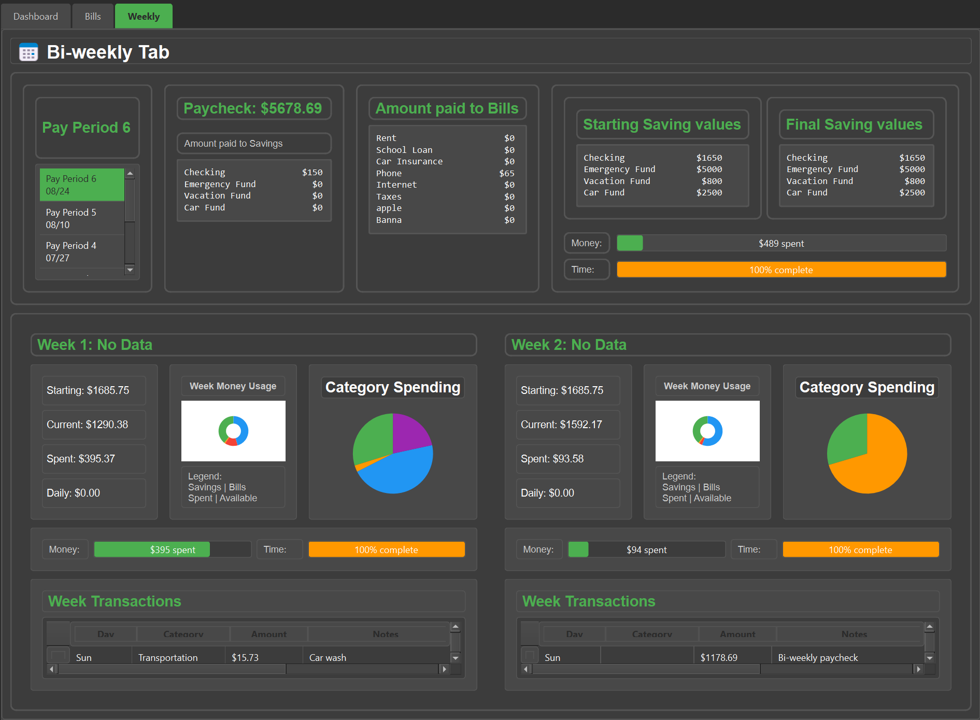 Dashboard Bills Weekly
Bi-weekly Tab
Pay Period 6
Pay Period 6
08/24
Pay Period 5
08/10
Pay Period 4
07/27
Paycheck: $5678.69
Amount paid to Savings
Checking $150
Emergency Fund $0
Vacation Fund $0
Car Fund $0
Amount paid to Bills
Rent $0
School Loan $0
Car Insurance $0
Phone $65
Internet $0
Taxes $0
apple $0
Banna $0
Starting Saving values
Checking $1650
Emergency Fund $5000
Vacation Fund $800
Car Fund $2500
Final Saving values
Checking $1650
Emergency Fund $5000
Vacation Fund $800
Car Fund $2500
Money: $489 spent
Time: 100% complete
Week 1: No Data
Starting: $1685.75
Current: $1290.38
Spent: $395.37
Daily: $0.00
Week Money Usage
Legend:
Savings | Bills
Spent | Available
Category Spending
Money: $395 spent Time: 100% complete
Week Transactions
Day Category Amount Notes
Sun Transportation $15.73 Car wash
Week 2: No Data
Starting: $1685.75
Current: $1592.17
Spent: $93.58
Daily: $0.00
Week Money Usage
Legend:
Savings | Bills
Spent | Available
Category Spending
Money: $94 spent Time: 100% complete
Week Transactions
Day Category Amount Notes
Sun $1178.69 Bi-weekly paycheck